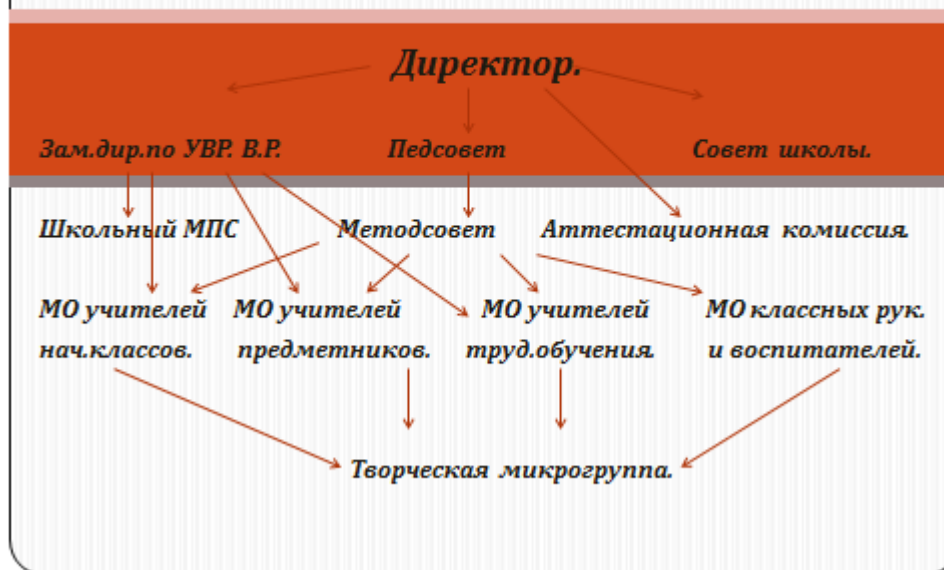 Директор.
Зам.дир.по УВР. В.Р. Педсовет Совет школы.
Школьный МПС Методсовет Аттестационная комиссия.
МО учителей МО учителей МО учителей МО классных рук.
нач.классов. предметников. труд.обучения. и воспитателей.
Творческая микрогруппа.